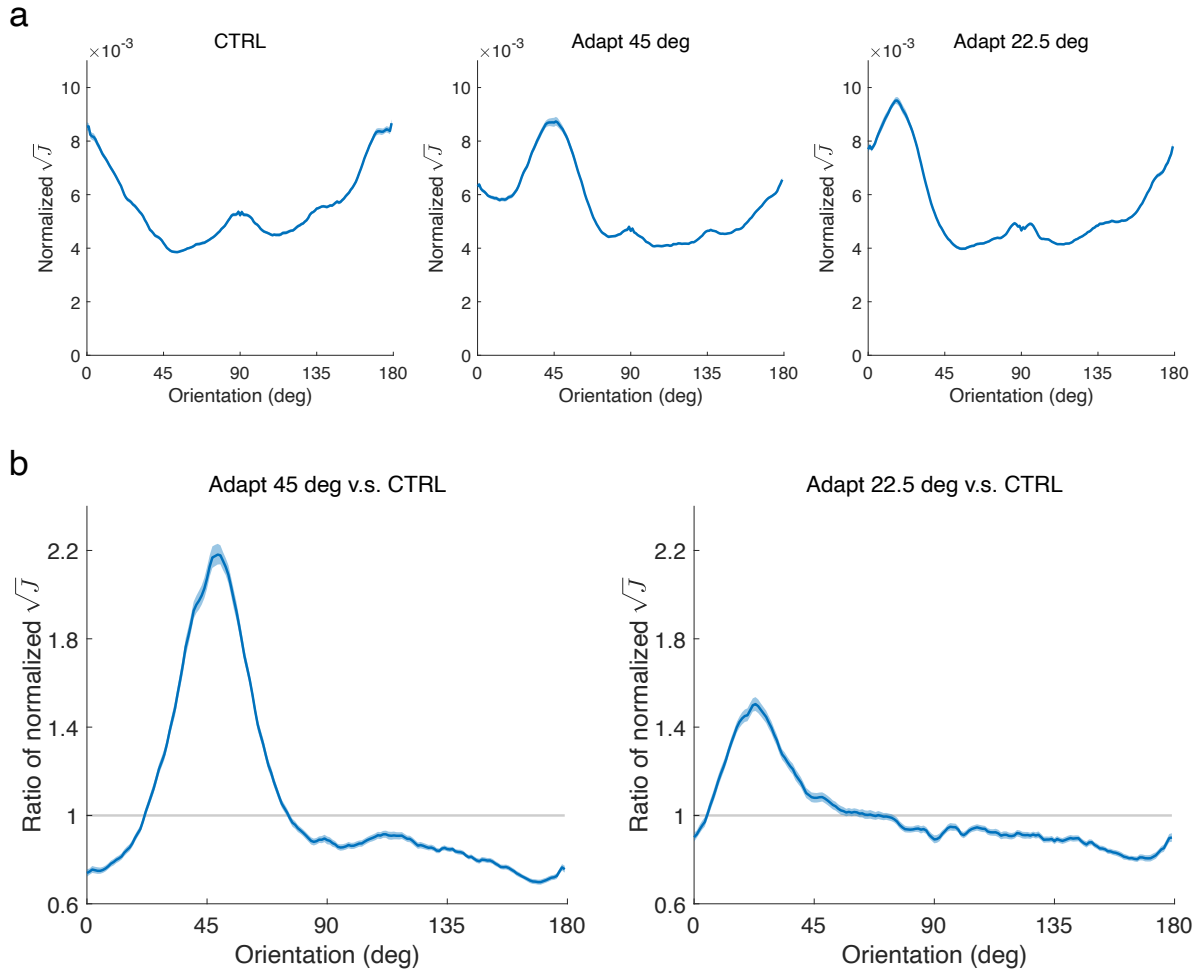 a
CTRL
Adapt 45 deg
Adapt 22.5 deg
×10⁻³
×10⁻³
×10⁻³
10
8
6
4
2
0
Normalized √J
0 45 90 135 180
Orientation (deg)
10
8
6
4
2
0
Normalized √J
0 45 90 135 180
Orientation (deg)
10
8
6
4
2
0
Normalized √J
0 45 90 135 180
Orientation (deg)
b
Adapt 45 deg v.s. CTRL
2.2
1.8
1.4
1
0.6
Ratio of normalized √J
0 45 90 135 180
Orientation (deg)
Adapt 22.5 deg v.s. CTRL
2.2
1.8
1.4
1
0.6
Ratio of normalized √J
0 45 90 135 180
Orientation (deg)